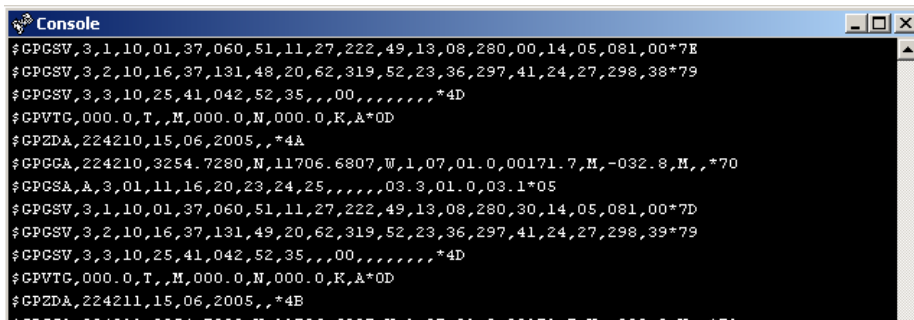 Console
$GPGSV,3,1,10,01,37,060,51,11,27,222,49,13,08,280,00,14,05,081,00*7E
$GPGSV,3,2,10,16,37,131,48,20,62,319,52,23,36,297,41,24,27,298,38*79
$GPGSV,3,3,10,25,41,042,52,35,,,00,,,,,,,,*4D
$GPVTG,000.0,T,,M,000.0,N,000.0,K,A*0D
$GPZDA,224210,15,06,2005,,*4A
$GPGGA,224210,3254.7280,N,11706.6807,W,1,07,01.0,00171.7,M,-032.8,M,,*70
$GPGSA,A,3,01,11,16,20,23,24,25,,,,,,03.3,01.0,03.1*05
$GPGSV,3,1,10,01,37,060,51,11,27,222,49,13,08,280,30,14,05,081,00*7D
$GPGSV,3,2,10,16,37,131,49,20,62,319,52,23,36,297,41,24,27,298,39*79
$GPGSV,3,3,10,25,41,042,52,35,,,00,,,,,,,,*4D
$GPVTG,000.0,T,,M,000.0,N,000.0,K,A*0D
$GPZDA,224211,15,06,2005,,*4B